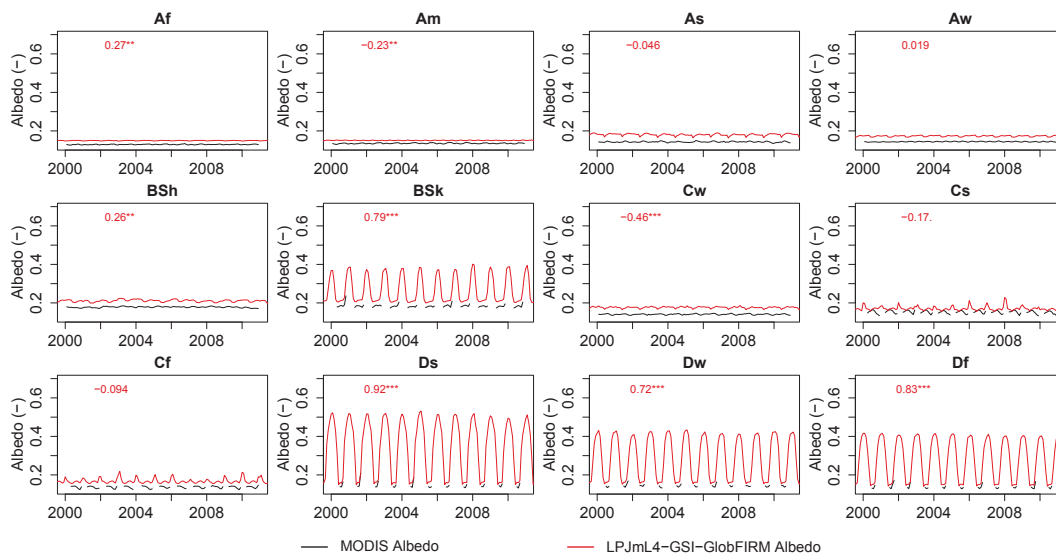 Af Am As Aw
0.27** −0.23** −0.046 0.019
Albedo (−) Albedo (−) Albedo (−) Albedo (−)
0.6 0.6 0.6 0.6
0.4 0.4 0.4 0.4
0.2 0.2 0.2 0.2
2000 2004 2008 2000 2004 2008 2000 2004 2008 2000 2004 2008
BSh BSk Cw Cs
0.26** 0.79*** −0.46*** −0.17.
Albedo (−) Albedo (−) Albedo (−) Albedo (−)
0.6 0.6 0.6 0.6
0.4 0.4 0.4 0.4
0.2 0.2 0.2 0.2
2000 2004 2008 2000 2004 2008 2000 2004 2008 2000 2004 2008
Cf Ds Dw Df
−0.094 0.92*** 0.72*** 0.83***
Albedo (−) Albedo (−) Albedo (−) Albedo (−)
0.6 0.6 0.6 0.6
0.4 0.4 0.4 0.4
0.2 0.2 0.2 0.2
2000 2004 2008 2000 2004 2008 2000 2004 2008 2000 2004 2008
MODIS Albedo LPJmL4−GSI−GlobFIRM Albedo